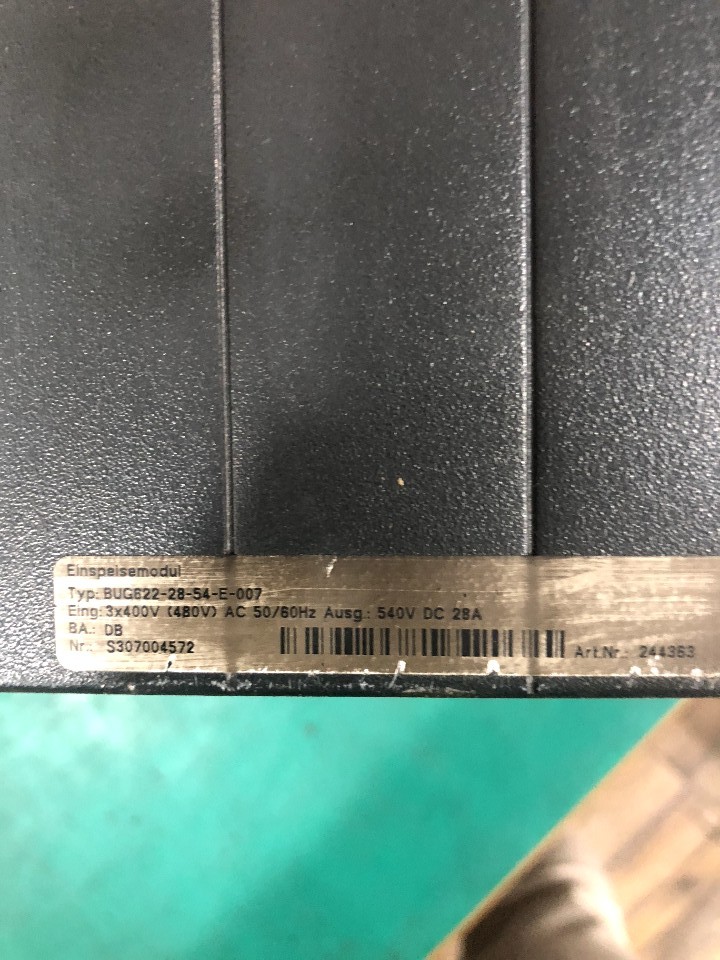 Einspeisemodul
Typ: BUG622-28-54-E-007
Eing: 3x400V (480V) AC 50/60Hz Ausg.: 540V DC 28A
BA.: DB
Nr.: S307004572 Art.Nr.: 244363